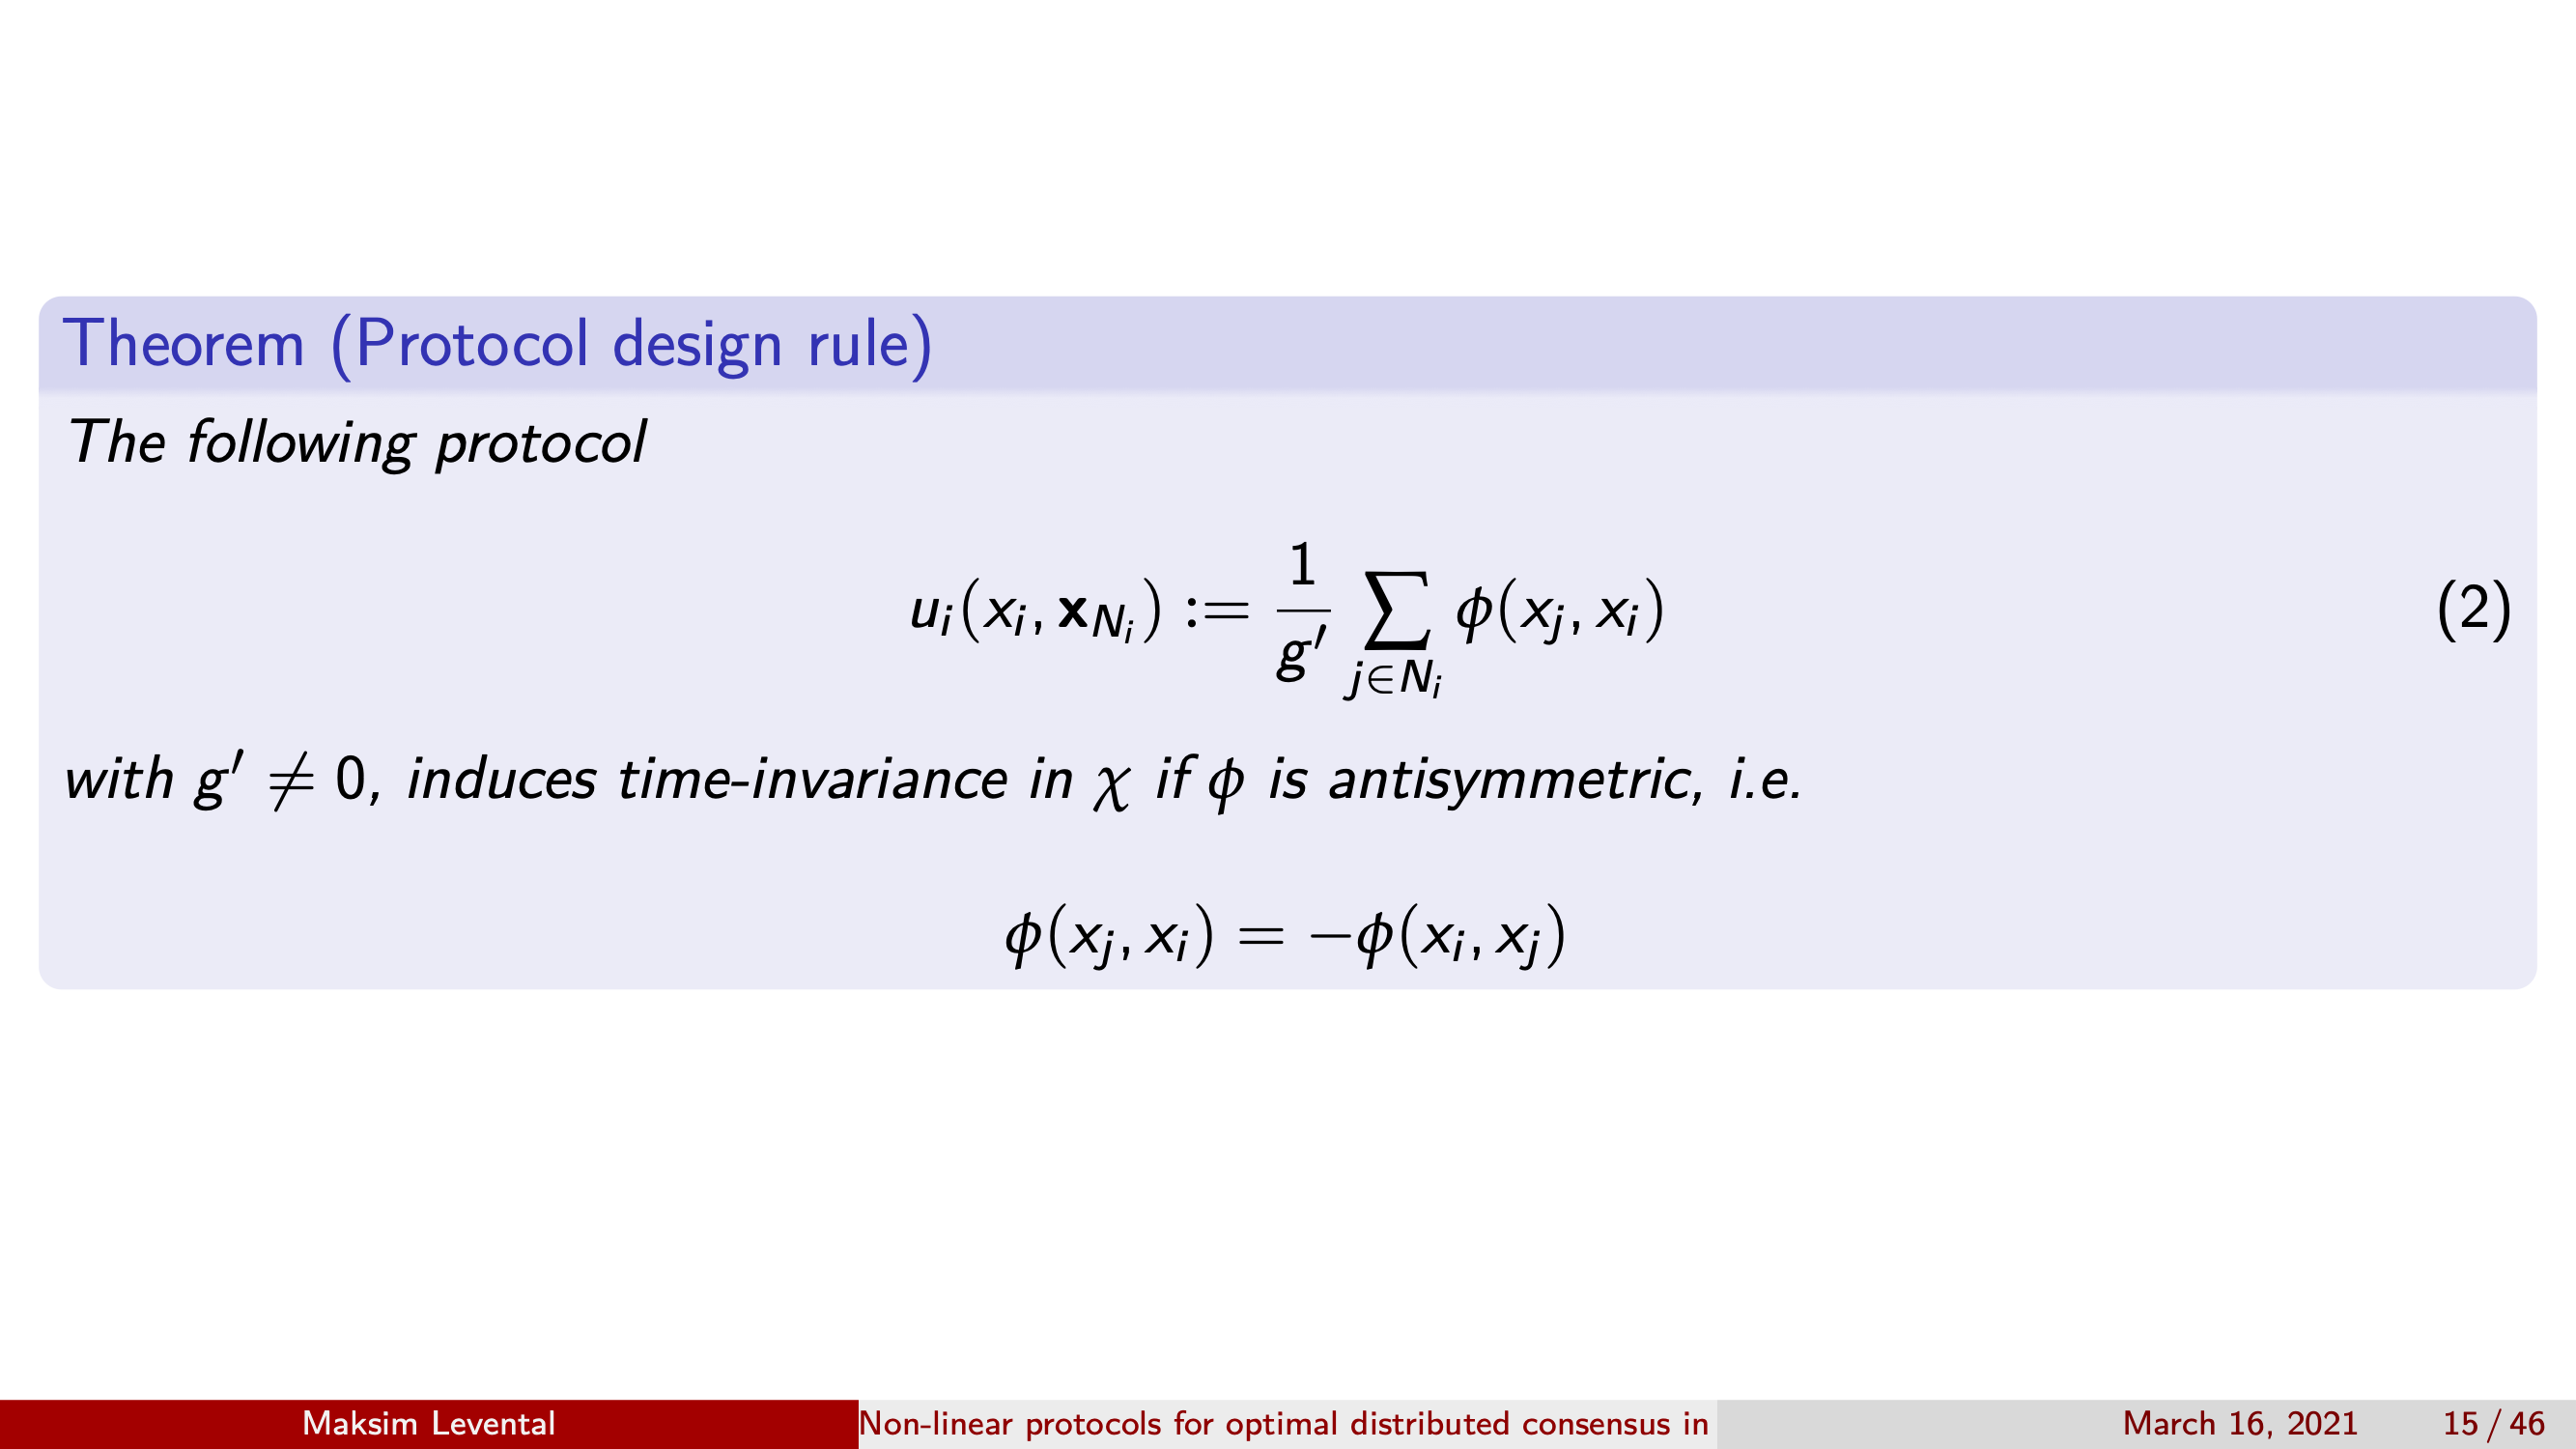 Theorem (Protocol design rule)
The following protocol
u_i(x_i, 𝐱_{N_i}) := \frac{1}{g′} \sum_{j∈N_i} ϕ(x_j, x_i) (2)
with g′ ≠ 0, induces time-invariance in χ if ϕ is antisymmetric, i.e.
ϕ(x_j, x_i) = −ϕ(x_i, x_j)
Maksim Levental Non-linear protocols for optimal distributed consensus in March 16, 2021 15 / 46